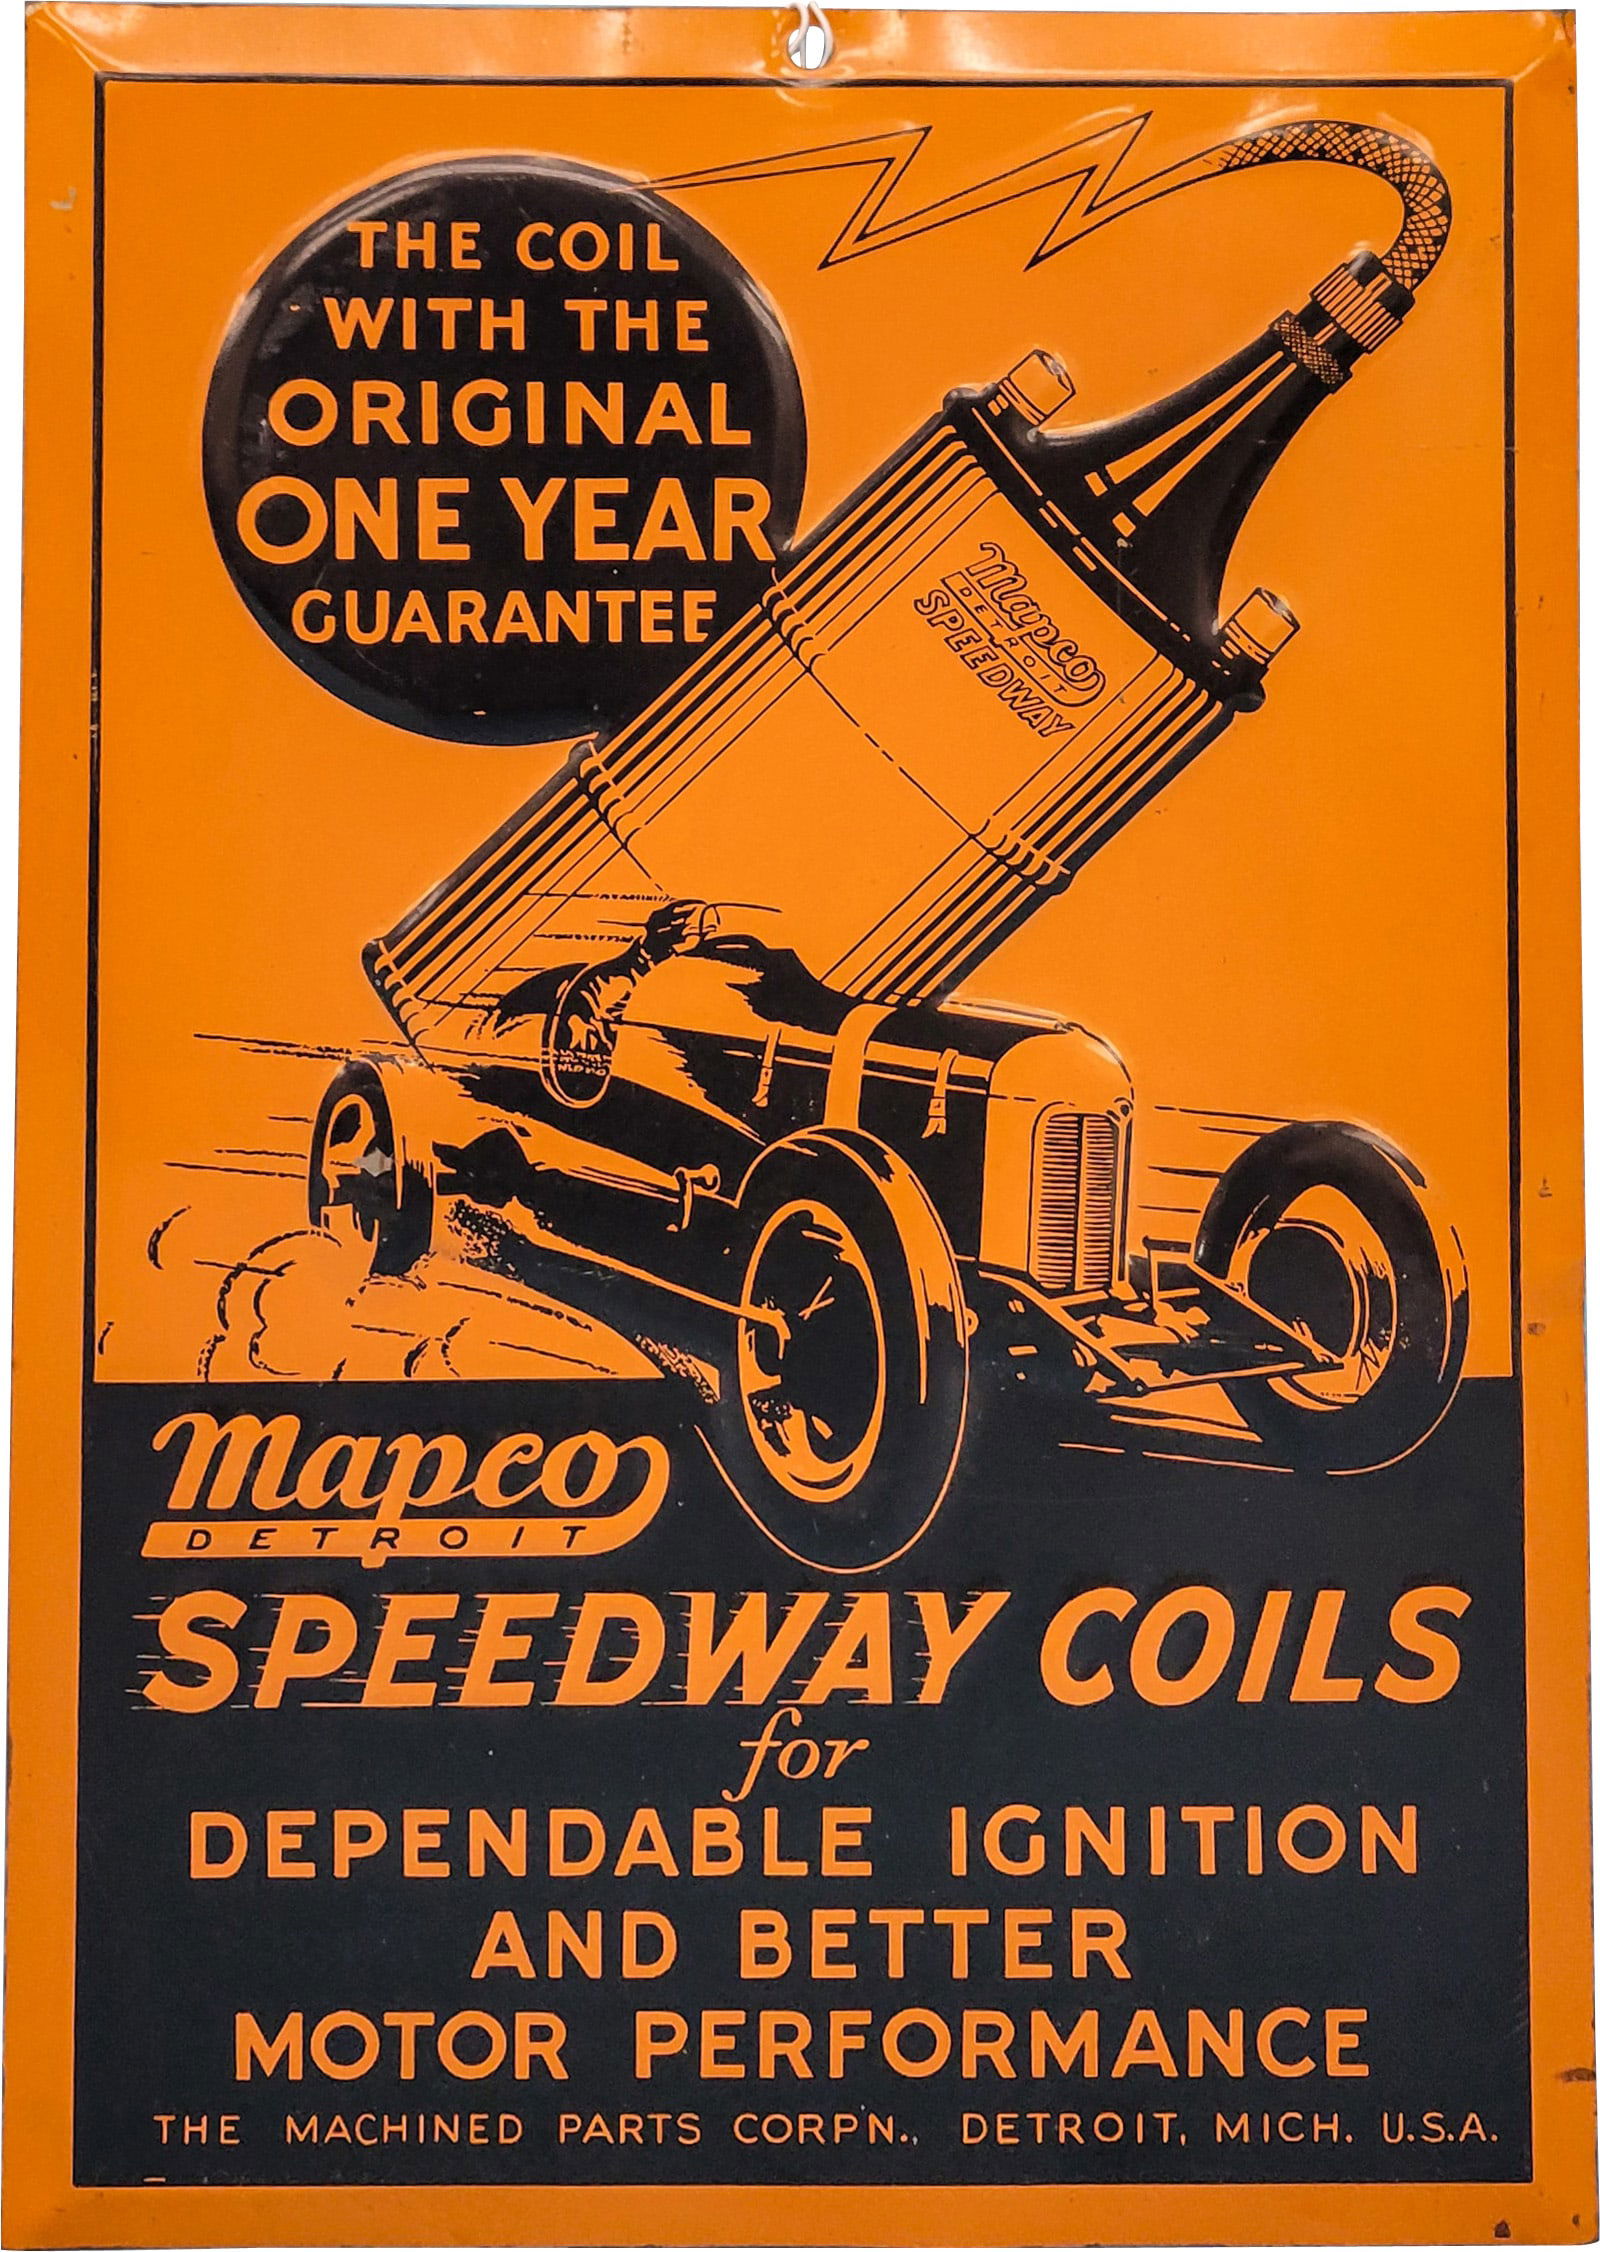 THE COIL
WITH THE
ORIGINAL
ONE YEAR
GUARANTEE
Mapco
DETROIT
SPEEDWAY
Mapco
DETROIT
SPEEDWAY COILS
for
DEPENDABLE IGNITION
AND BETTER
MOTOR PERFORMANCE
THE MACHINED PARTS CORP'N., DETROIT, MICH. U.S.A.